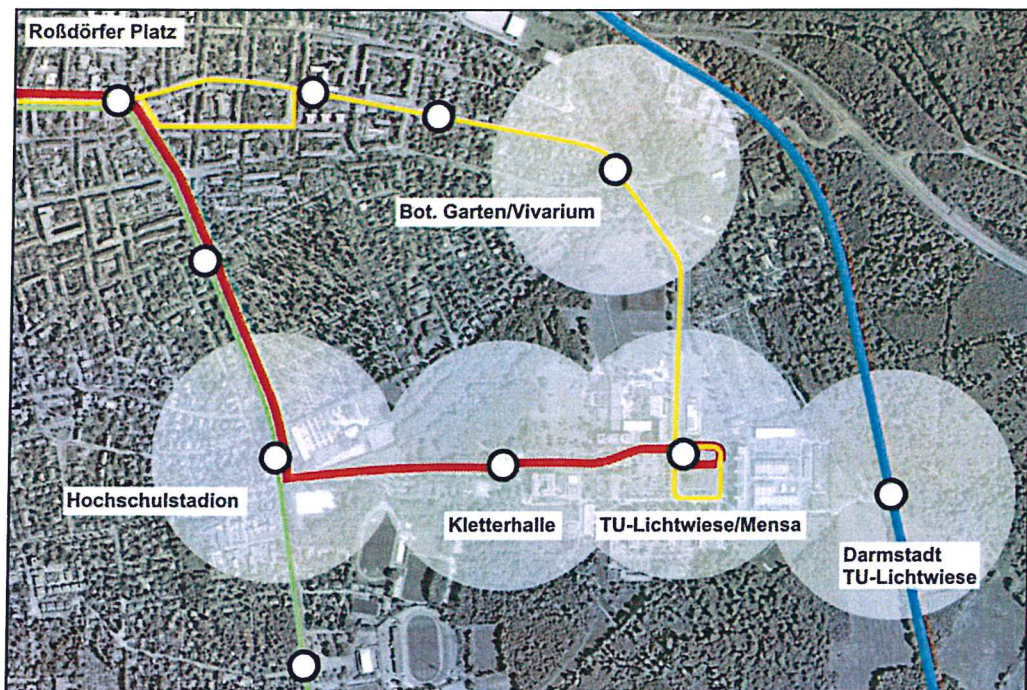 Roßdörfer Platz
Bot. Garten/Vivarium
Hochschulstadion
Kletterhalle
TU-Lichtwiese/Mensa
Darmstadt
TU-Lichtwiese